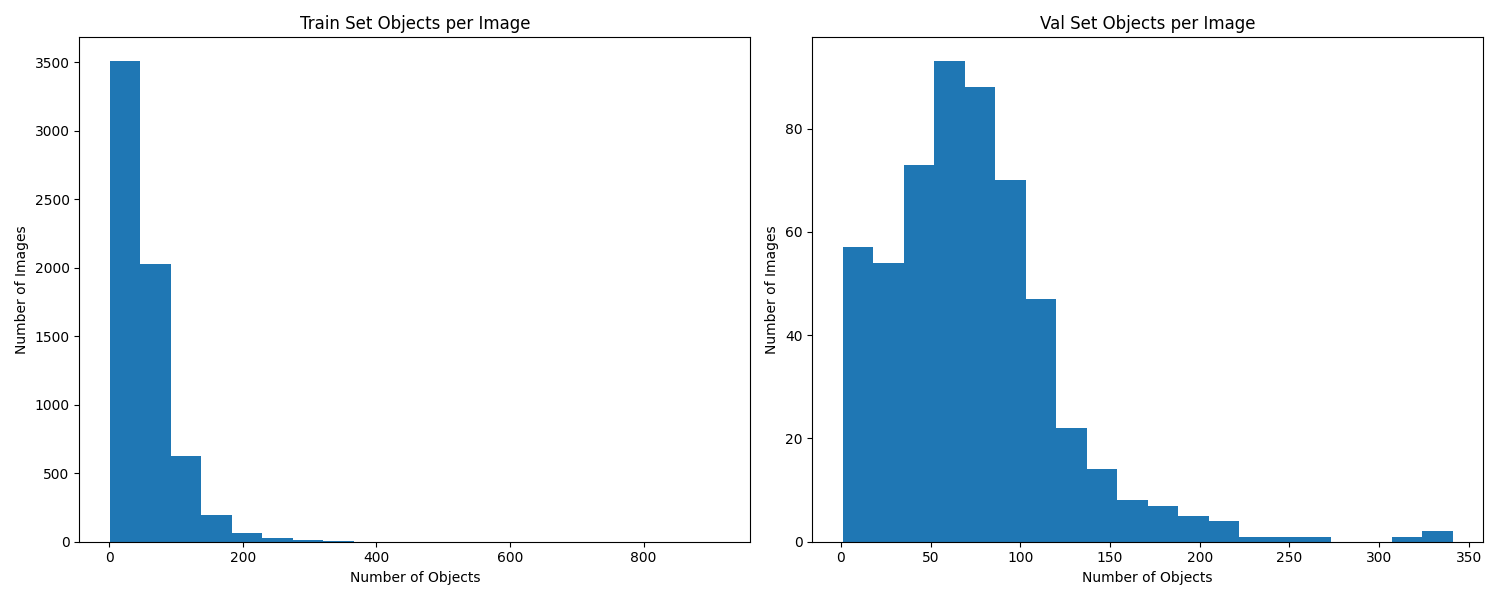 Train Set Objects per Image
3500
3000
2500
2000
1500
1000
500
0
Number of Images
0 200 400 600 800
Number of Objects
Val Set Objects per Image
80
60
40
20
0
Number of Images
0 50 100 150 200 250 300 350
Number of Objects